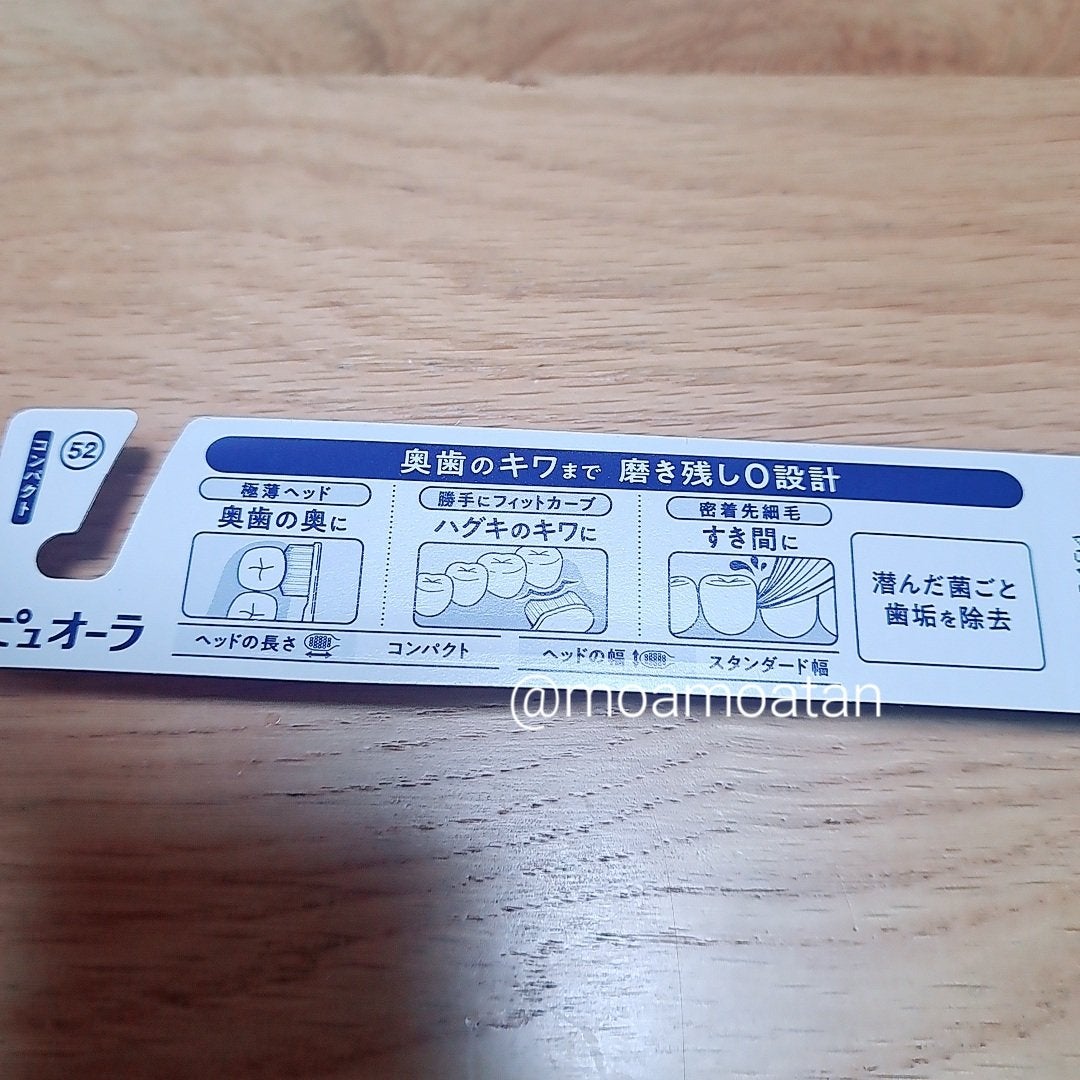 コンパクト
52
ピュオーラ
奥歯のキワまで 磨き残し0設計
極薄ヘッド
奥歯の奥に
勝手にフィットカーブ
ハグキのキワに
密着先細毛
すき間に
潜んだ菌ごと
歯垢を除去
ヘッドの長さ コンパクト ヘッドの幅 スタンダード幅
@moamoatan